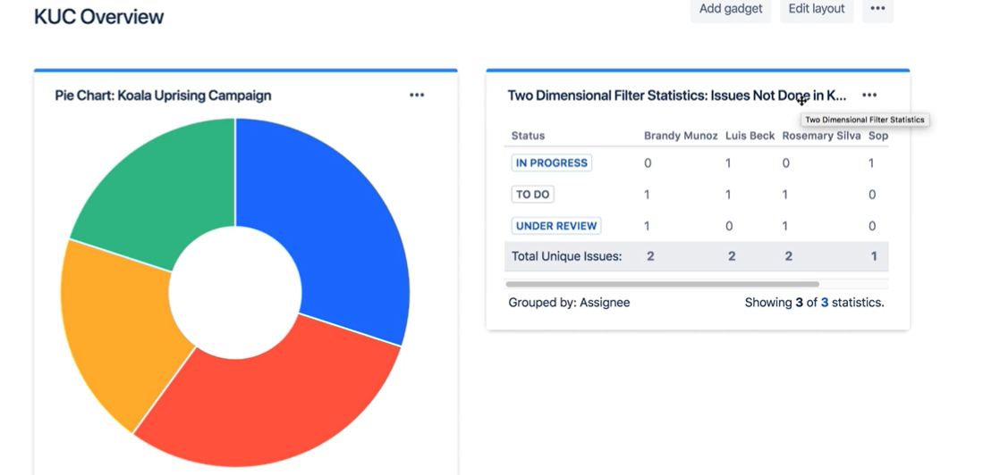 KUC Overview
Add gadget
Edit layout
Pie Chart: Koala Uprising Campaign
Two Dimensional Filter Statistics: Issues Not Done in K...
Two Dimensional Filter Statistics
Status Brandy Munoz Luis Beck Rosemary Silva Sop
IN PROGRESS 0 1 0 1
TO DO 1 1 1 0
UNDER REVIEW 1 0 1 0
Total Unique Issues: 2 2 2 1
Grouped by: Assignee
Showing 3 of 3 statistics.